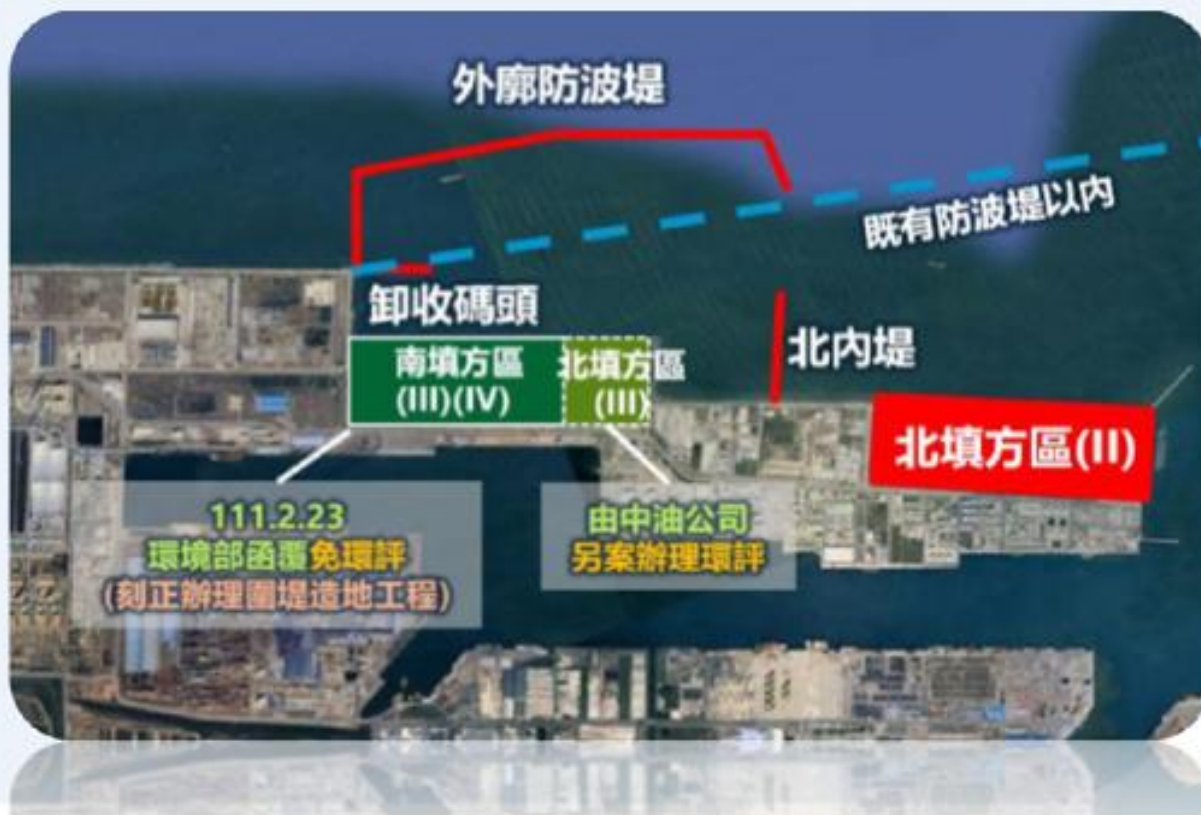 外廓防波堤
既有防波堤以內
卸收碼頭
北內堤
南填方區
(III)(IV)
北填方區
(III)
北填方區(II)
111.2.23
環境部函覆免環評
(刻正辦理圍堤造地工程)
由中油公司
另案辦理環評